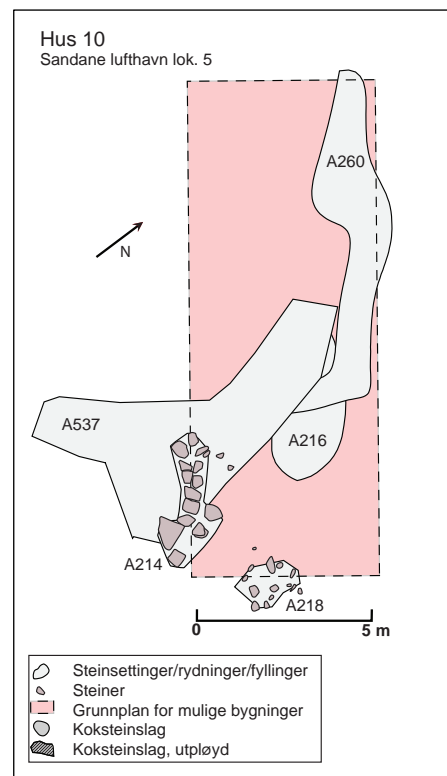 Hus 10
Sandane lufthavn lok. 5
A260
N
A537
A216
A214
A218
0 5 m
Steinsettinger/rydninger/fyllinger
Steiner
Grunnplan for mulige bygninger
Koksteinslag
Koksteinslag, utpløyd